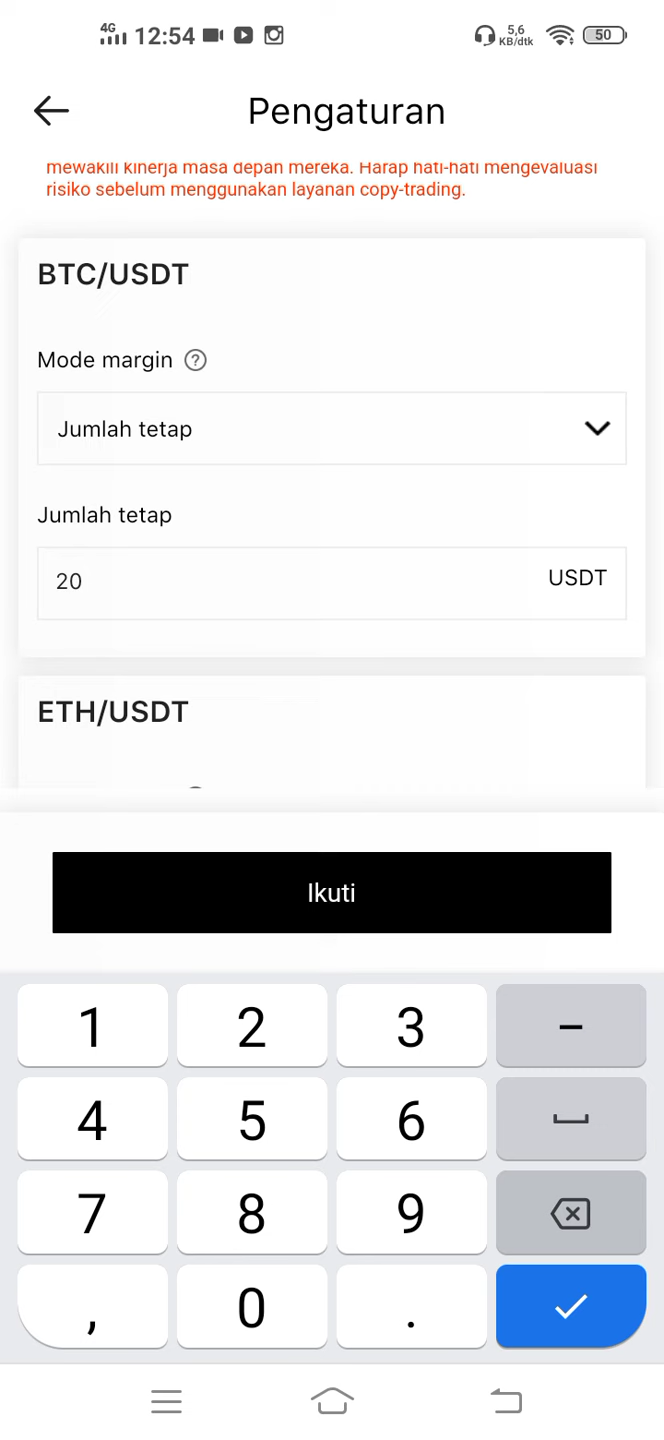 4G 12:54 5,6 KB/dtk 50
Pengaturan
mewakili kinerja masa depan mereka. Harap hati-hati mengevaluasi
risiko sebelum menggunakan layanan copy-trading.
BTC/USDT
Mode margin ?
Jumlah tetap
Jumlah tetap
20 USDT
ETH/USDT
Ikuti
1 2 3 –
4 5 6
7 8 9
, 0 .